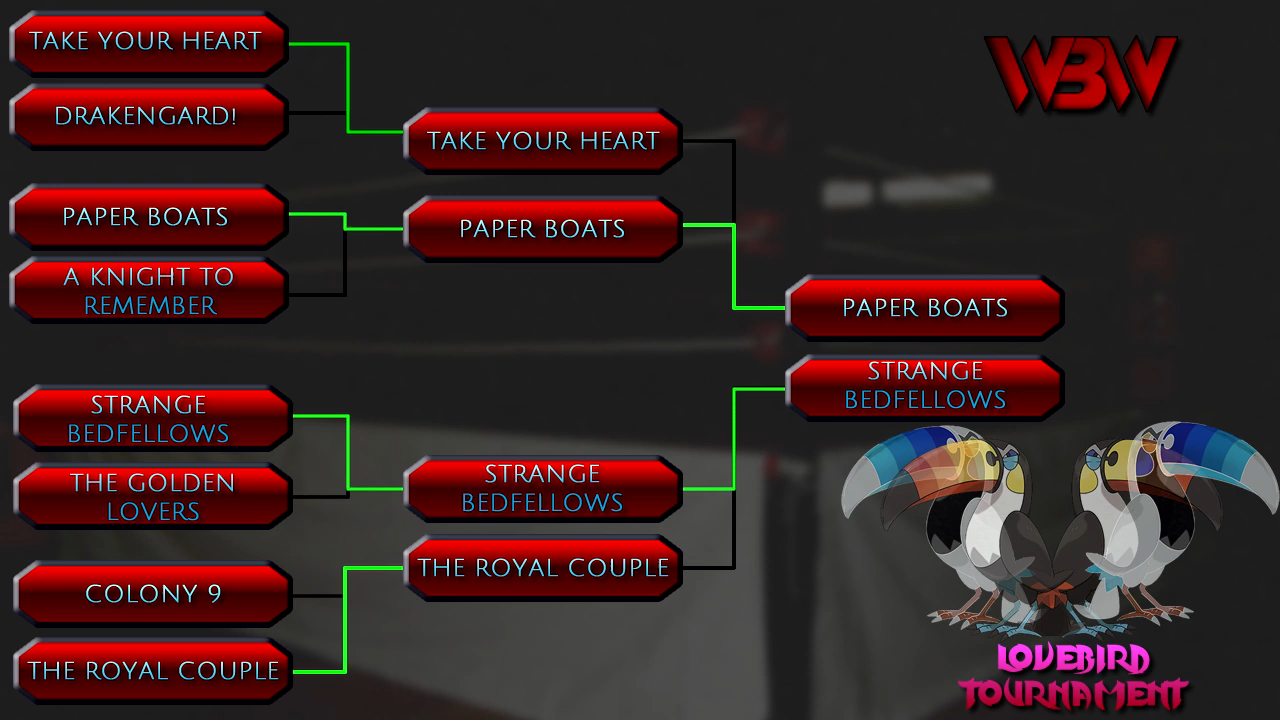 TAKE YOUR HEART
DRAKENGARD!
PAPER BOATS
A KNIGHT TO
REMEMBER
STRANGE
BEDFELLOWS
THE GOLDEN
LOVERS
COLONY 9
THE ROYAL COUPLE
TAKE YOUR HEART
PAPER BOATS
STRANGE
BEDFELLOWS
THE ROYAL COUPLE
PAPER BOATS
STRANGE
BEDFELLOWS
WBW
LOVEBIRD
TOURNAMENT